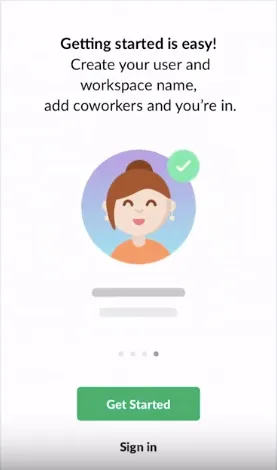 Getting started is easy!
Create your user and
workspace name,
add coworkers and you're in.
Get Started
Sign in